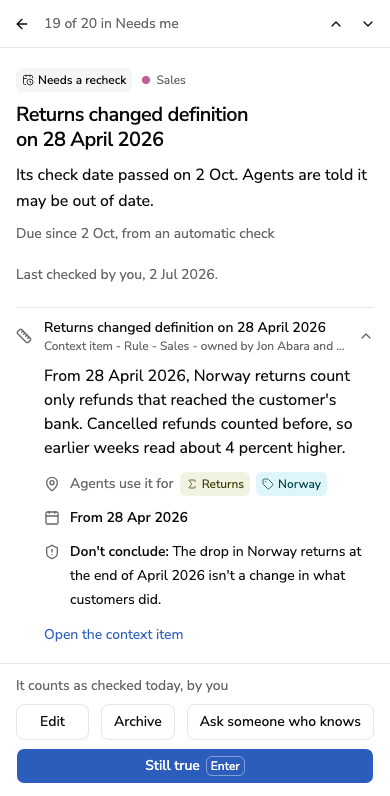 19 of 20 in Needs me
Needs a recheck
Sales
Returns changed definition
on 28 April 2026
Its check date passed on 2 Oct. Agents are told it
may be out of date.
Due since 2 Oct, from an automatic check
Last checked by you, 2 Jul 2026.
Returns changed definition on 28 April 2026
Context item - Rule - Sales - owned by Jon Abara and ...
From 28 April 2026, Norway returns count
only refunds that reached the customer's
bank. Cancelled refunds counted before, so
earlier weeks read about 4 percent higher.
Agents use it for Returns Norway
From 28 Apr 2026
Don't conclude: The drop in Norway returns at
the end of April 2026 isn't a change in what
customers did.
Open the context item
It counts as checked today, by you
Edit Archive Ask someone who knows
Still true Enter